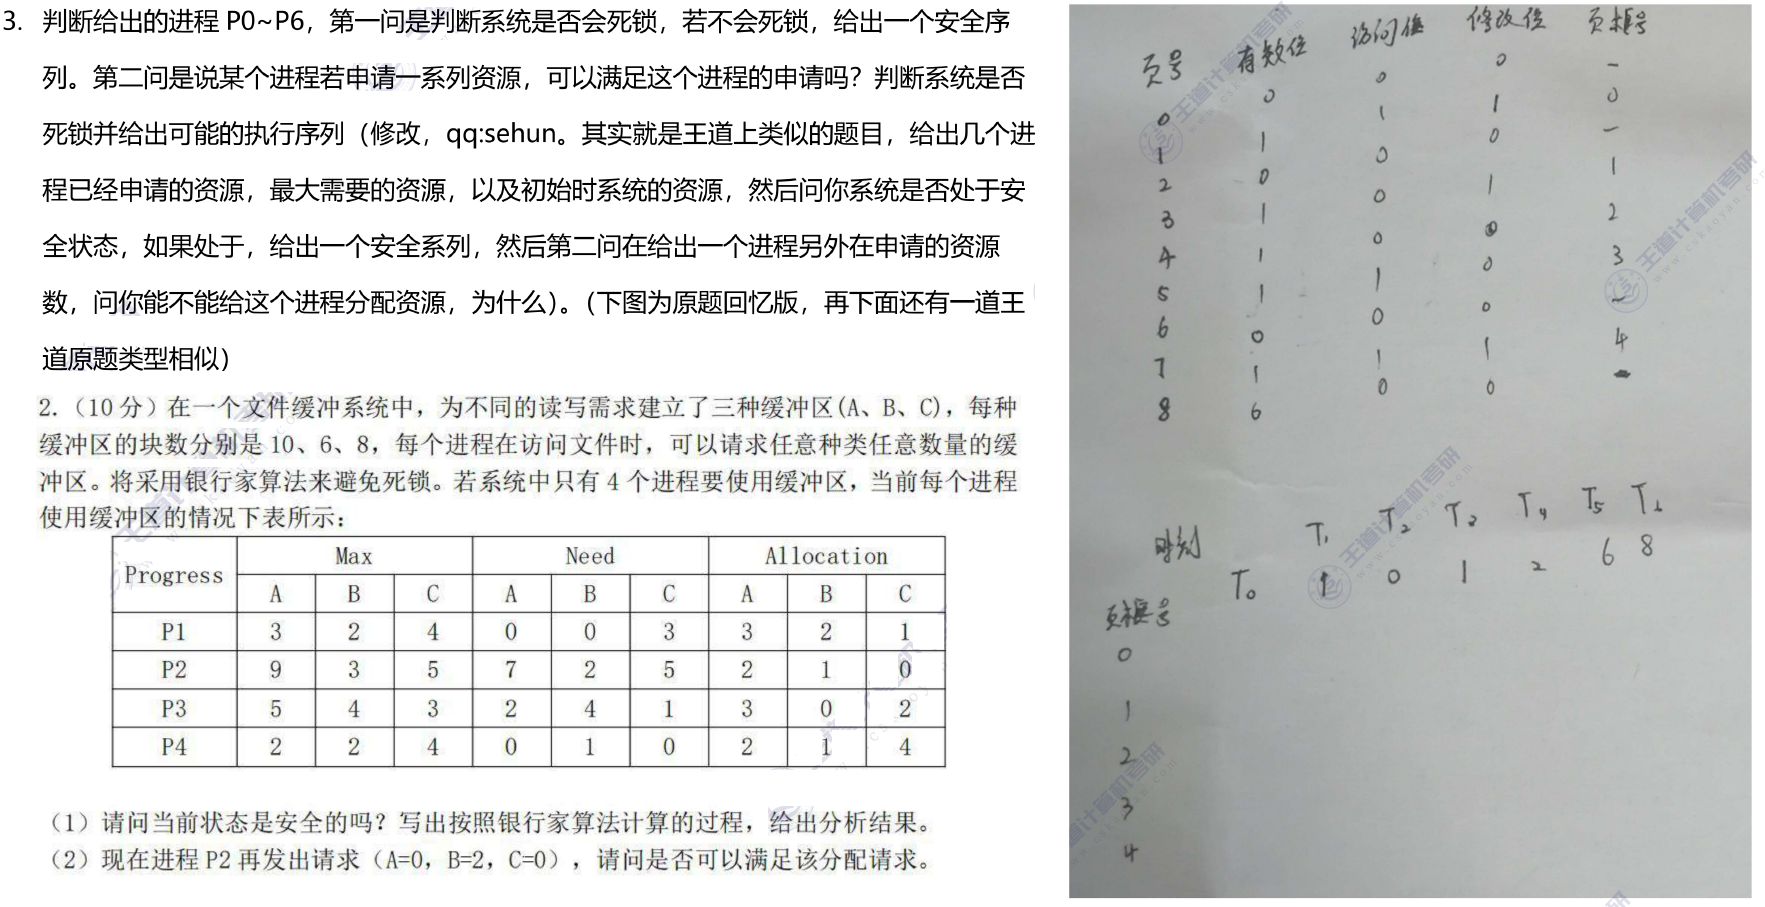 3. 判断给出的进程 P0~P6，第一问是判断系统是否会死锁，若不会死锁，给出一个安全序
列。第二问是说某个进程若申请一系列资源，可以满足这个进程的申请吗？判断系统是否
死锁并给出可能的执行序列（修改，qq:sehun。其实就是王道上类似的题目，给出几个进
程已经申请的资源，最大需要的资源，以及初始时系统的资源，然后问你系统是否处于安
全状态，如果处于，给出一个安全系列，然后第二问在给出一个进程另外在申请的资源
数，问你能不能给这个进程分配资源，为什么）。（下图为原题回忆版，再下面还有一道王
道原题类型相似）
2.（10 分）在一个文件缓冲系统中，为不同的读写需求建立了三种缓冲区(A、B、C)，每种
缓冲区的块数分别是 10、6、8，每个进程在访问文件时，可以请求任意种类任意数量的缓
冲区。将采用银行家算法来避免死锁。若系统中只有 4 个进程要使用缓冲区，当前每个进程
使用缓冲区的情况下表所示：
Progress Max Need Allocation
A B C A B C A B C
P1 3 2 4 0 0 3 3 2 1
P2 9 3 5 7 2 5 2 1 0
P3 5 4 3 2 4 1 3 0 2
P4 2 2 4 0 1 0 2 1 4
（1）请问当前状态是安全的吗？写出按照银行家算法计算的过程，给出分析结果。
（2）现在进程 P2 再发出请求（A=0，B=2，C=0），请问是否可以满足该分配请求。
页号 有效位 访问位 修改位 页框号
0 0 0 0 -
1 1 1 1 0
2 0 0 0 -
3 1 0 1 1
4 1 0 0 2
5 1 1 0 3
6 0 0 0 -
7 1 1 1 4
8 6 0 0 -
时刻 T0 T1 T2 T3 T4 T5 T6
1 0 1 2 6 8
页框号
0
1
2
3
4
王道计算机考研
www.cskaoyan.com